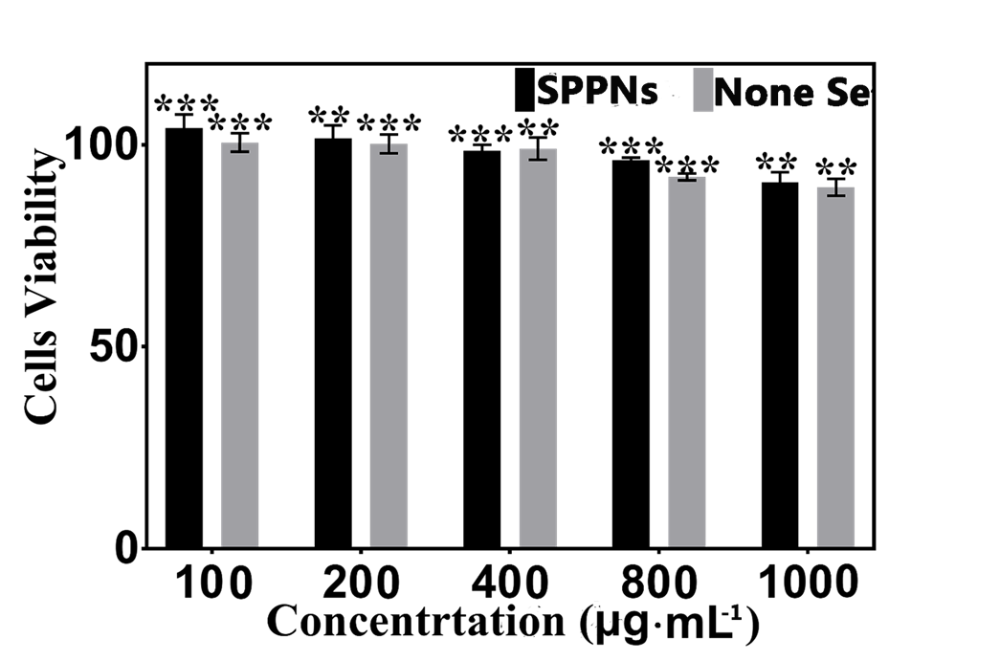 SPPNs None Se
*** *** ** *** *** ** *** *** ** **
100
50
0
Cells Viability
100 200 400 800 1000
Concentrtation (µg·mL-1)